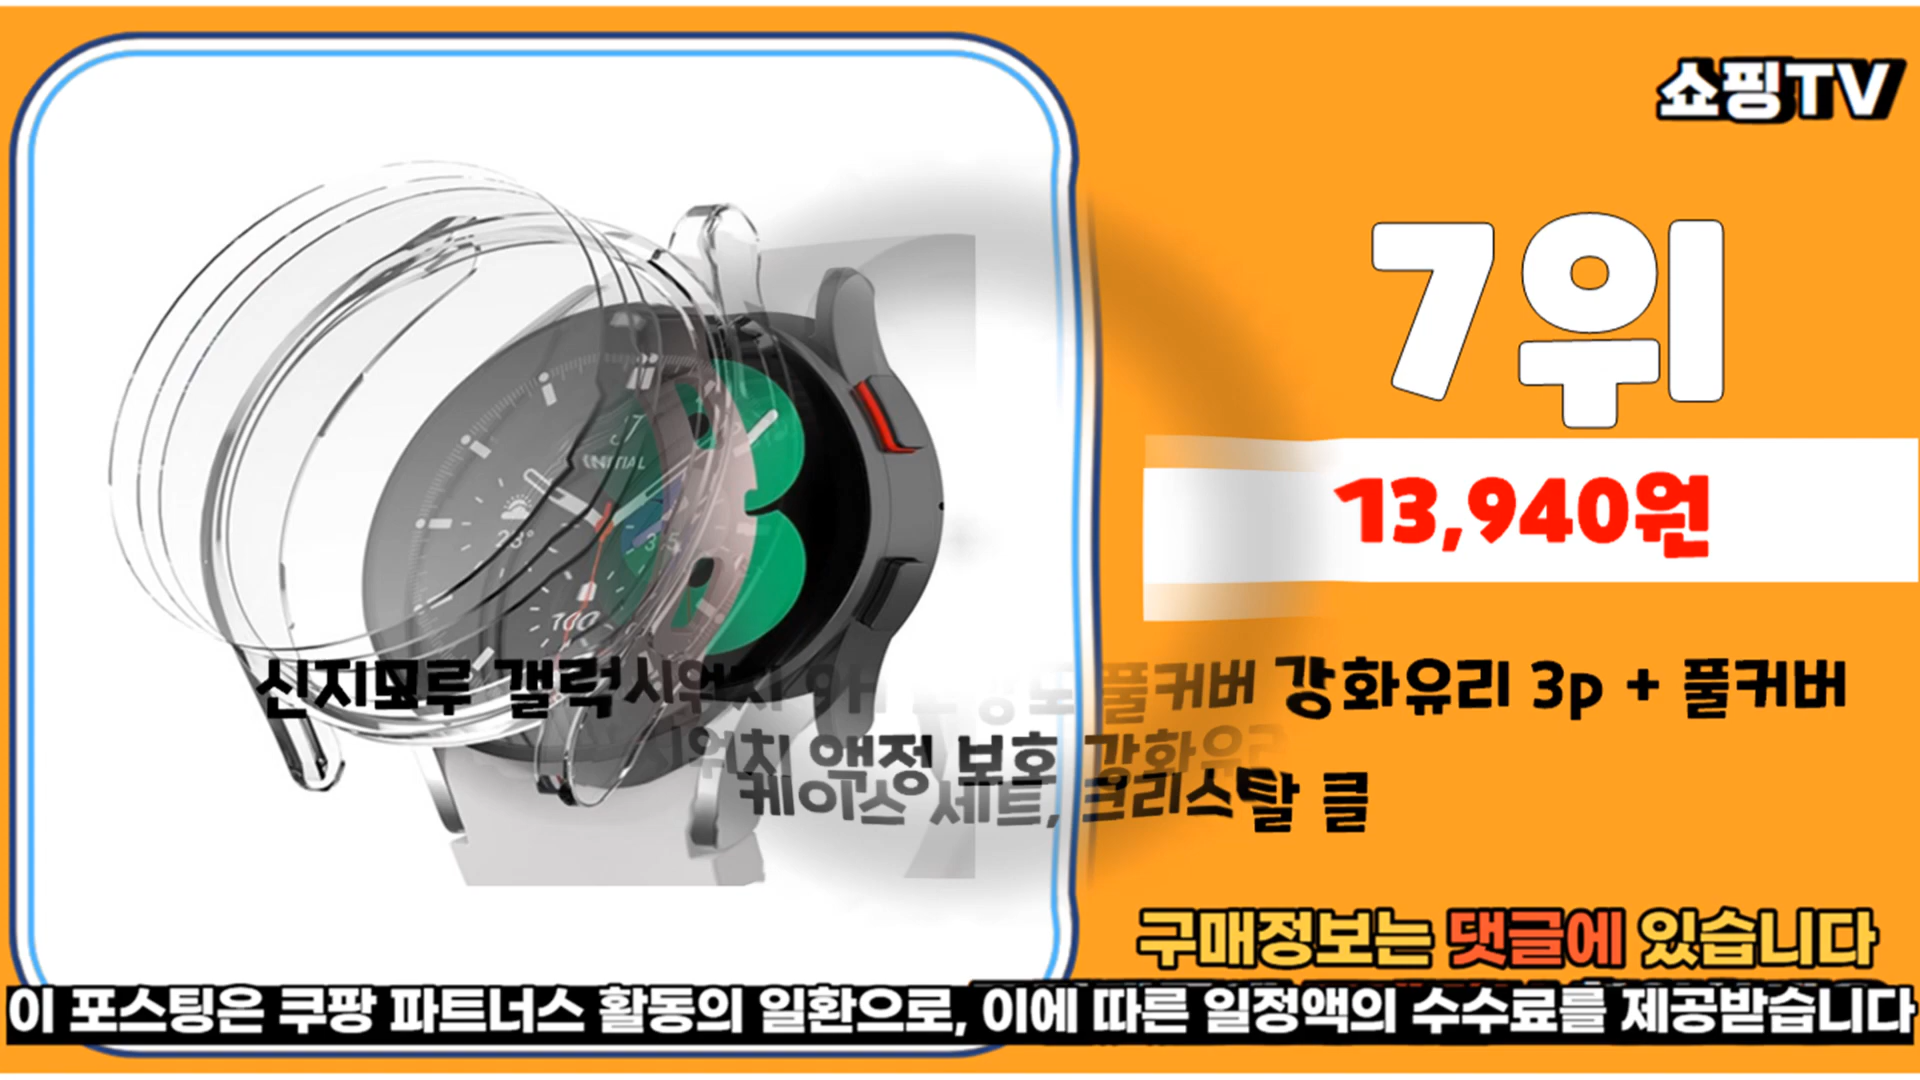 쇼핑TV
7위
13,940원
신지모루 갤럭시워치 풀커버 강화유리 3p + 풀커버
워치 액정 보호 강화유리
케이스 세트, 크리스탈 클
구매정보는 댓글에 있습니다
이 포스팅은 쿠팡 파트너스 활동의 일환으로, 이에 따른 일정액의 수수료를 제공받습니다